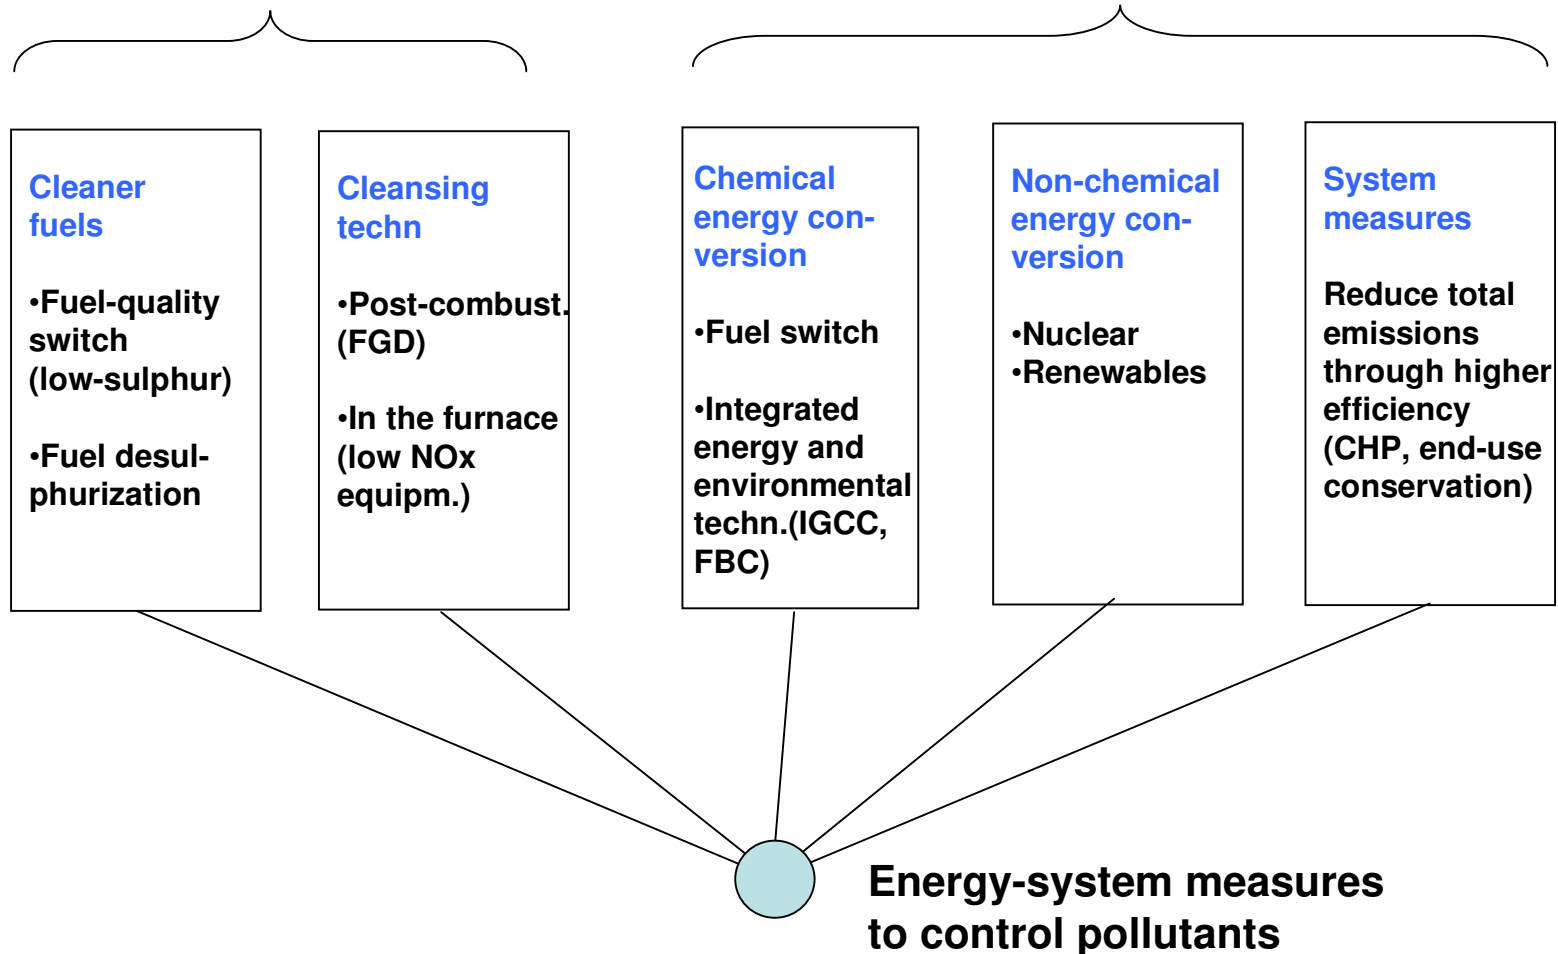 Cleaner
fuels
•Fuel-quality
switch
(low-sulphur)
•Fuel desul-
phurization
Cleansing
techn
•Post-combust.
(FGD)
•In the furnace
(low NOx
equipm.)
Chemical
energy con-
version
•Fuel switch
•Integrated
energy and
environmental
techn.(IGCC,
FBC)
Non-chemical
energy con-
version
•Nuclear
•Renewables
System
measures
Reduce total
emissions
through higher
efficiency
(CHP, end-use
conservation)
Energy-system measures
to control pollutants